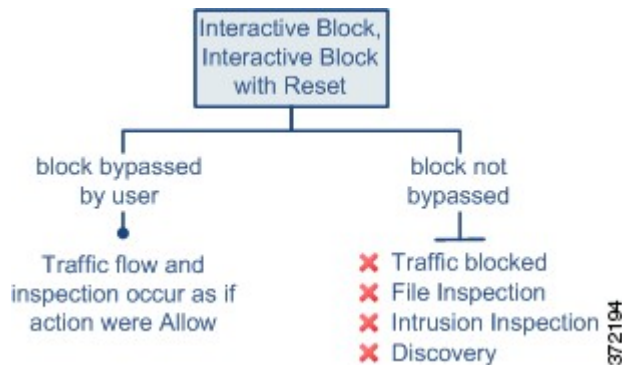 Interactive Block,
Interactive Block
with Reset
block bypassed
by user
block not
bypassed
Traffic flow and
inspection occur as if
action were Allow
Traffic blocked
File Inspection
Intrusion Inspection
Discovery
372194